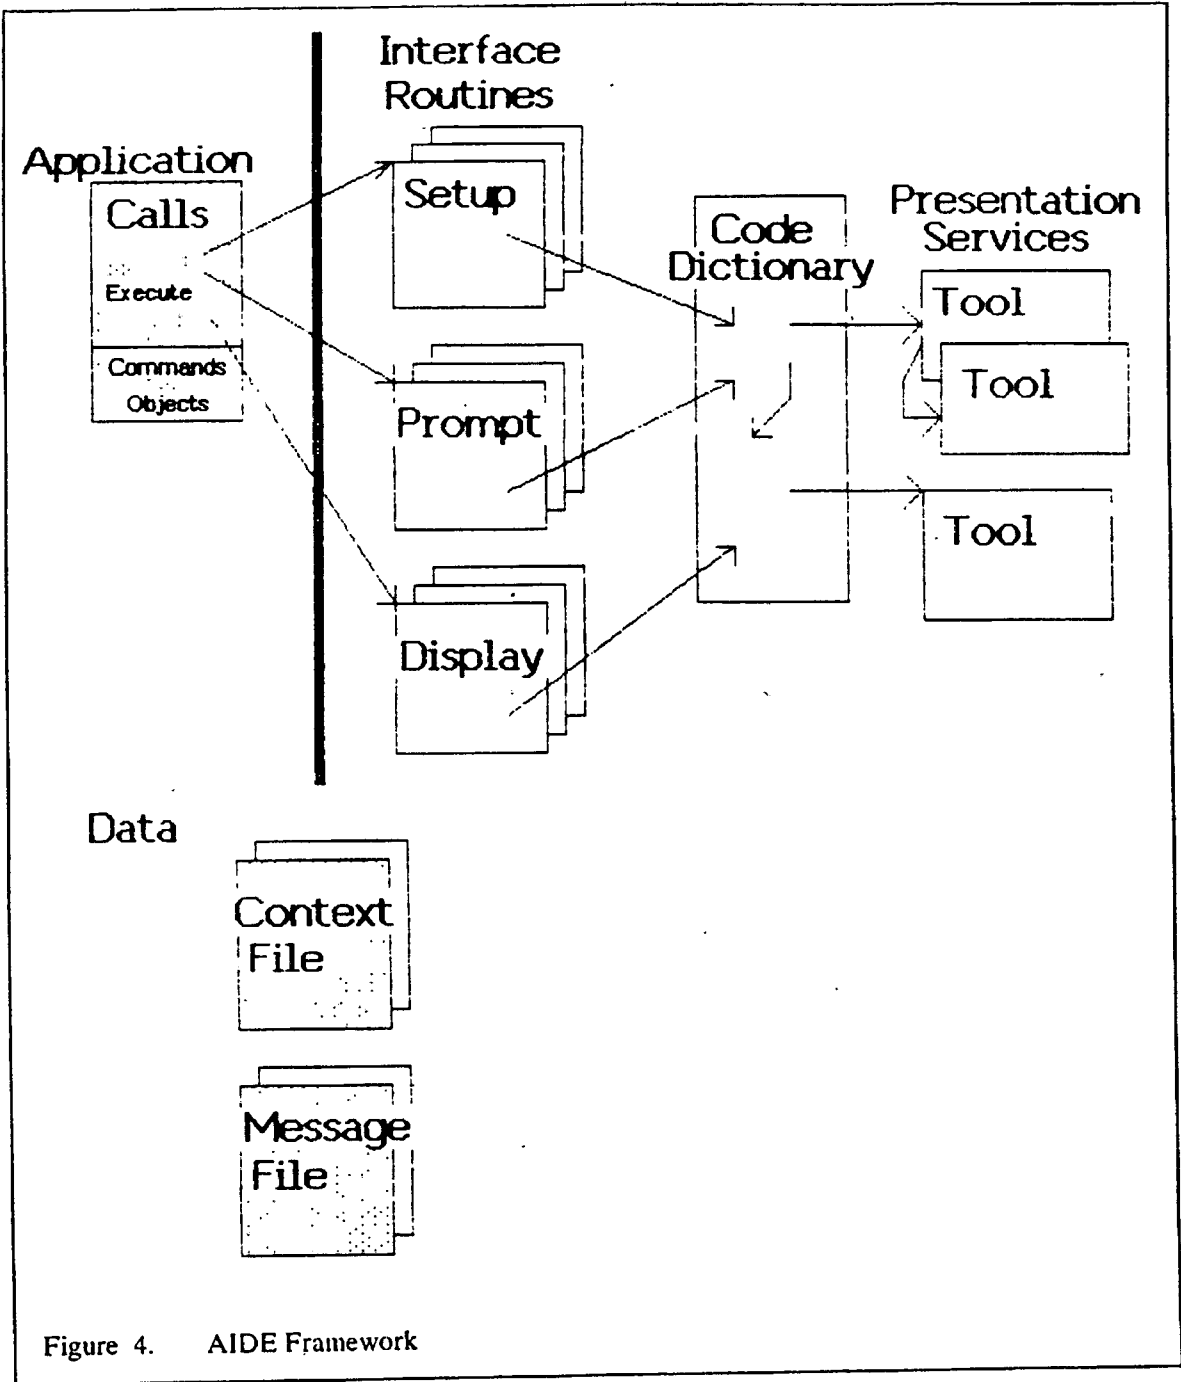 Interface
Routines
Application
Calls
Execute
Commands
Objects
Setup
Prompt
Display
Code
Dictionary
Presentation
Services
Tool
Tool
Tool
Data
Context
File
Message
File
Figure 4. AIDE Framework